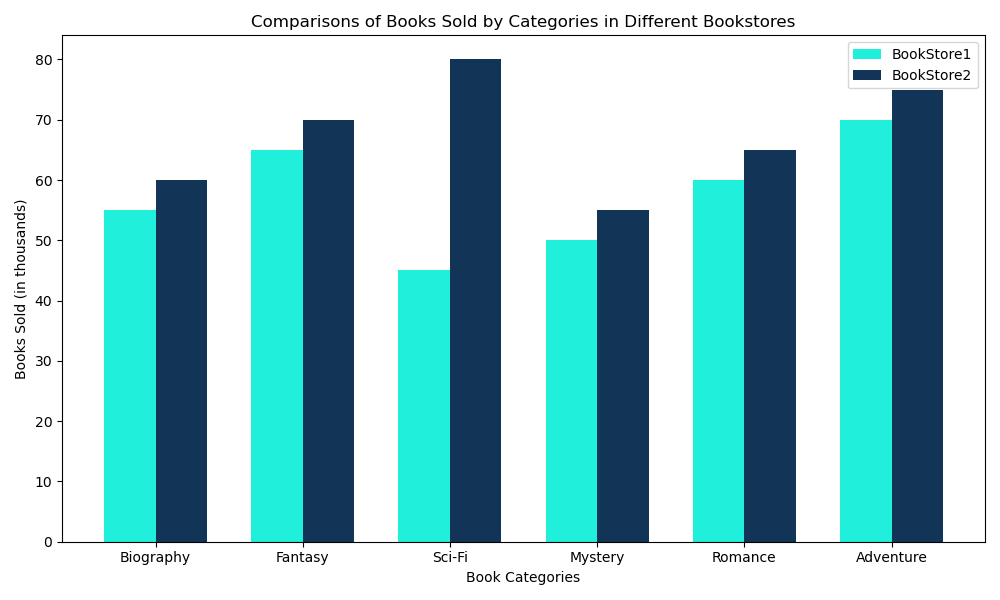 Comparisons of Books Sold by Categories in Different Bookstores
BookStore1
BookStore2
Books Sold (in thousands)
80
70
60
50
40
30
20
10
0
Biography Fantasy Sci-Fi Mystery Romance Adventure
Book Categories